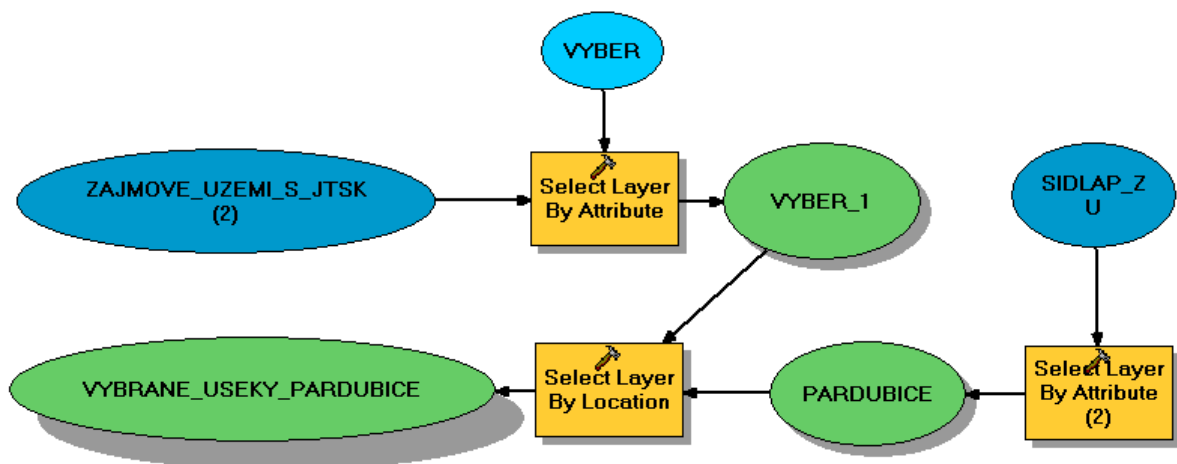 VYBER
ZAJMOVE_UZEMI_S_JTSK
(2)
Select Layer
By Attribute
VYBER_1
SIDLAP_Z
U
VYBRANE_USEKY_PARDUBICE
Select Layer
By Location
PARDUBICE
Select Layer
By Attribute
(2)